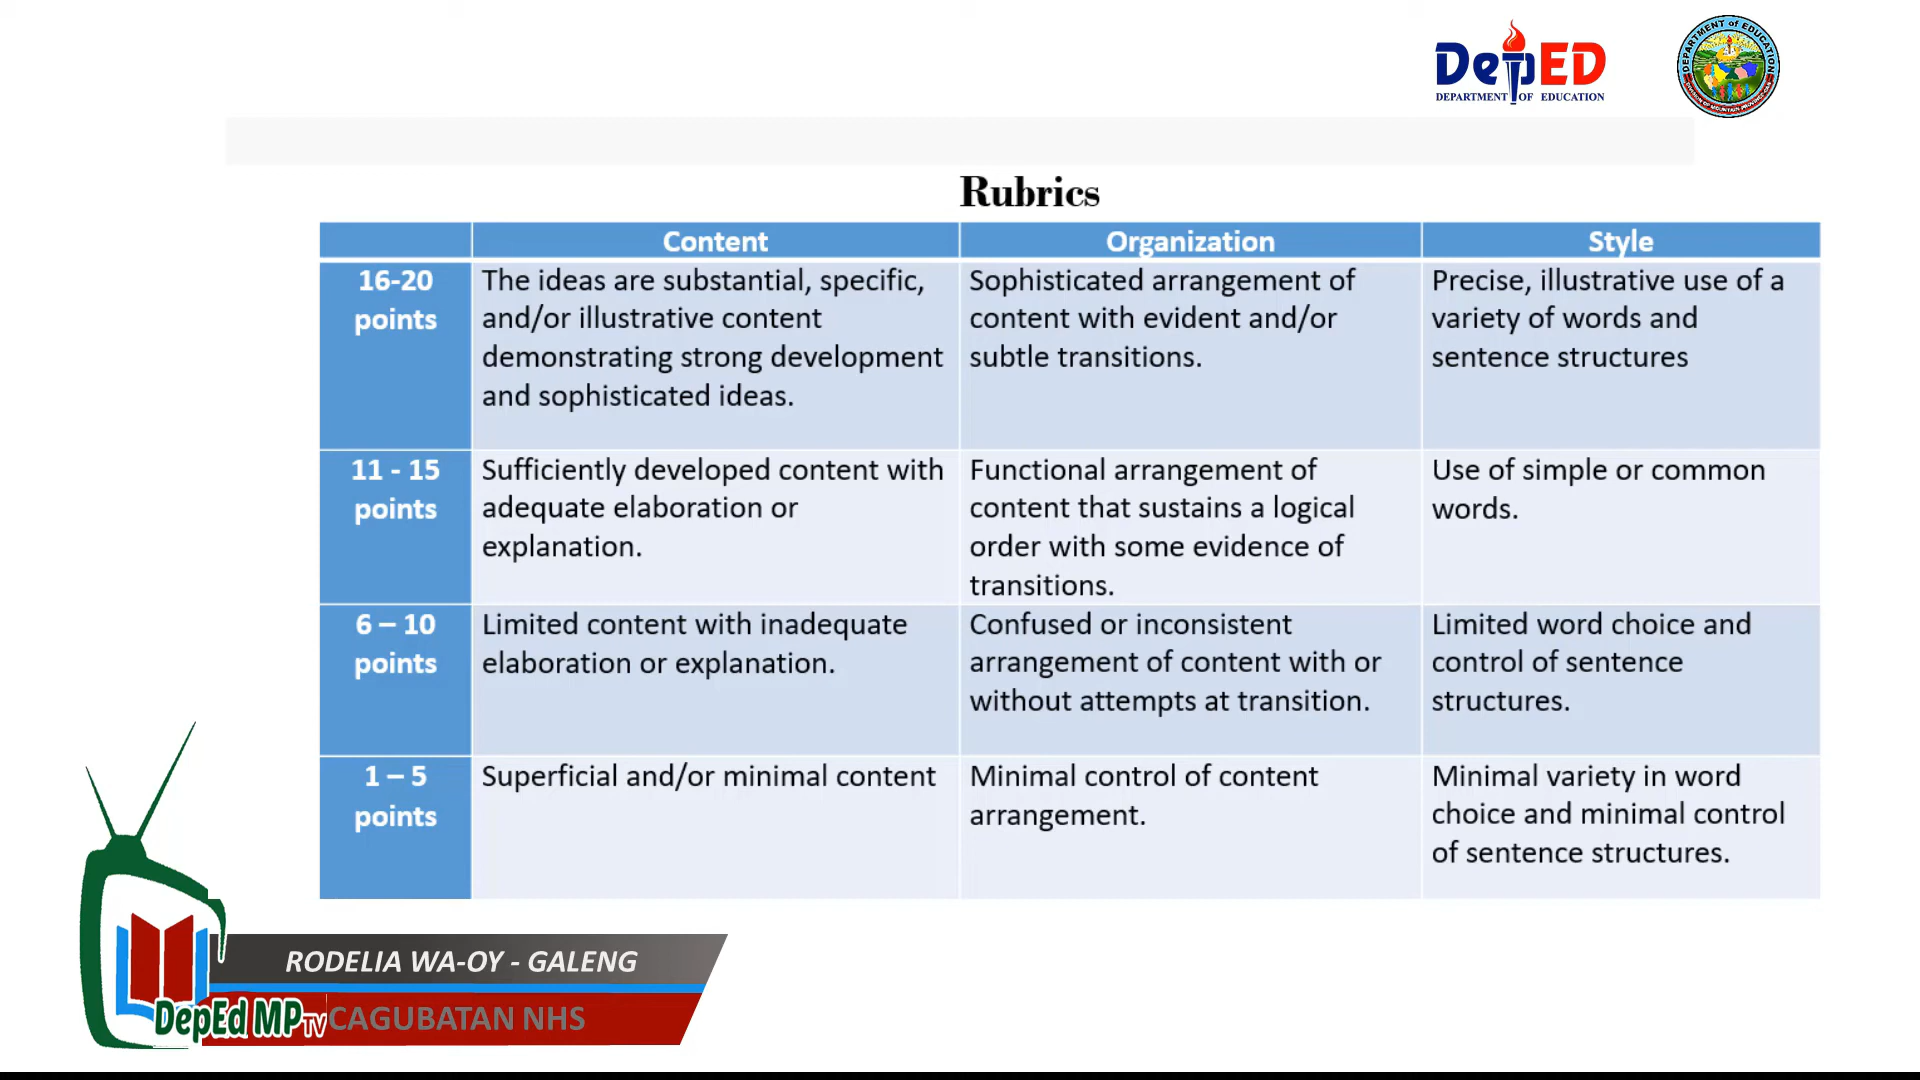 DepED
DEPARTMENT OF EDUCATION
DEPARTMENT of EDUCATION
Rubrics
Content
Organization
Style
16-20
points
The ideas are substantial, specific,
and/or illustrative content
demonstrating strong development
and sophisticated ideas.
Sophisticated arrangement of
content with evident and/or
subtle transitions.
Precise, illustrative use of a
variety of words and
sentence structures
11 - 15
points
Sufficiently developed content with
adequate elaboration or
explanation.
Functional arrangement of
content that sustains a logical
order with some evidence of
transitions.
Use of simple or common
words.
6 – 10
points
Limited content with inadequate
elaboration or explanation.
Confused or inconsistent
arrangement of content with or
without attempts at transition.
Limited word choice and
control of sentence
structures.
1 – 5
points
Superficial and/or minimal content
Minimal control of content
arrangement.
Minimal variety in word
choice and minimal control
of sentence structures.
RODELIA WA-OY - GALENG
DepEd MP TV
CAGUBATAN NHS